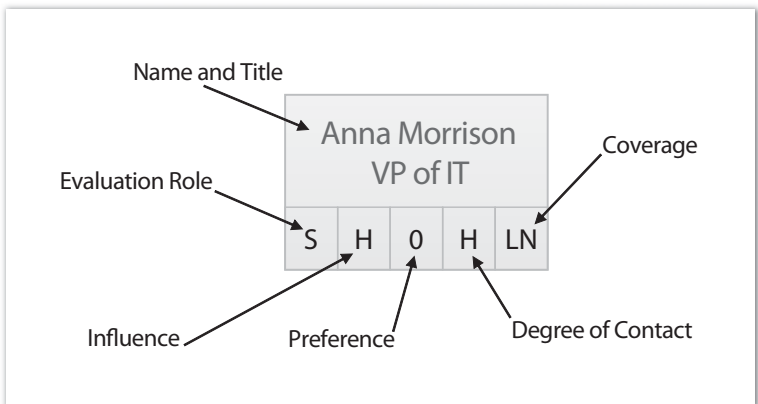 Name and Title
Anna Morrison
VP of IT
Coverage
Evaluation Role
S H 0 H LN
Influence
Preference
Degree of Contact